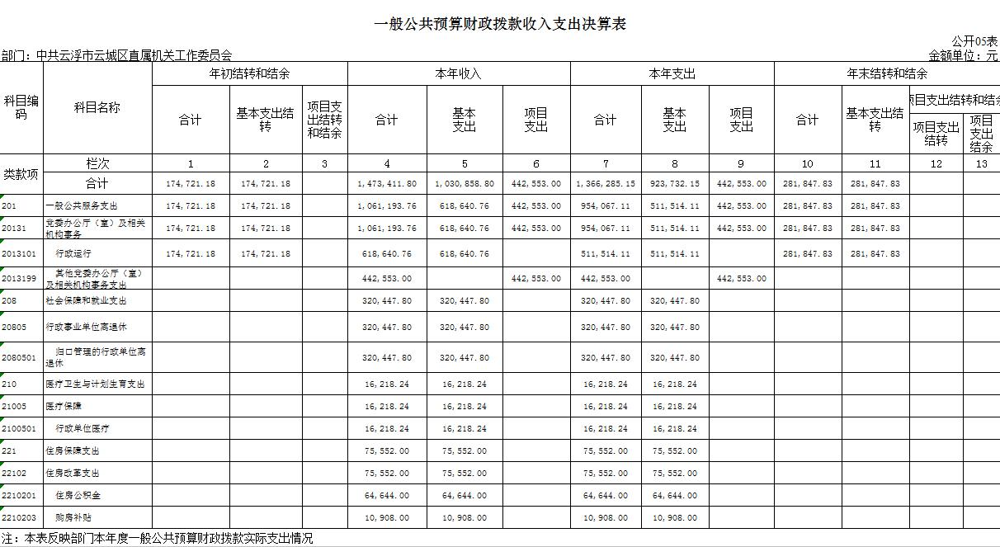 一般公共预算财政拨款收入支出决算表
公开05表
部门：中共云浮市云城区直属机关工作委员会 金额单位：元
科目编码 科目名称 年初结转和结余 本年收入 本年支出 年末结转和结余
合计 基本支出结转 项目支出结转和结余 合计 基本支出 项目支出 合计 基本支出 项目支出 合计 基本支出结转 项目支出结转和结余
项目支出结转 项目支出结余
类款项 栏次 1 2 3 4 5 6 7 8 9 10 11 12 13
合计 174,721.18 174,721.18 1,473,411.80 1,030,858.80 442,553.00 1,366,285.15 923,732.15 442,553.00 281,847.83 281,847.83
201 一般公共服务支出 174,721.18 174,721.18 1,061,193.76 618,640.76 442,553.00 954,067.11 511,514.11 442,553.00 281,847.83 281,847.83
20131 党委办公厅（室）及相关机构事务 174,721.18 174,721.18 1,061,193.76 618,640.76 442,553.00 954,067.11 511,514.11 442,553.00 281,847.83 281,847.83
2013101 行政运行 174,721.18 174,721.18 618,640.76 618,640.76 511,514.11 511,514.11 281,847.83 281,847.83
2013199 其他党委办公厅（室）及相关机构事务支出 442,553.00 442,553.00 442,553.00 442,553.00
208 社会保障和就业支出 320,447.80 320,447.80 320,447.80 320,447.80
20805 行政事业单位离退休 320,447.80 320,447.80 320,447.80 320,447.80
2080501 归口管理的行政单位离退休 320,447.80 320,447.80 320,447.80 320,447.80
210 医疗卫生与计划生育支出 16,218.24 16,218.24 16,218.24 16,218.24
21005 医疗保障 16,218.24 16,218.24 16,218.24 16,218.24
2100501 行政单位医疗 16,218.24 16,218.24 16,218.24 16,218.24
221 住房保障支出 75,552.00 75,552.00 75,552.00 75,552.00
22102 住房改革支出 75,552.00 75,552.00 75,552.00 75,552.00
2210201 住房公积金 64,644.00 64,644.00 64,644.00 64,644.00
2210203 购房补贴 10,908.00 10,908.00 10,908.00 10,908.00
注：本表反映部门本年度一般公共预算财政拨款实际支出情况